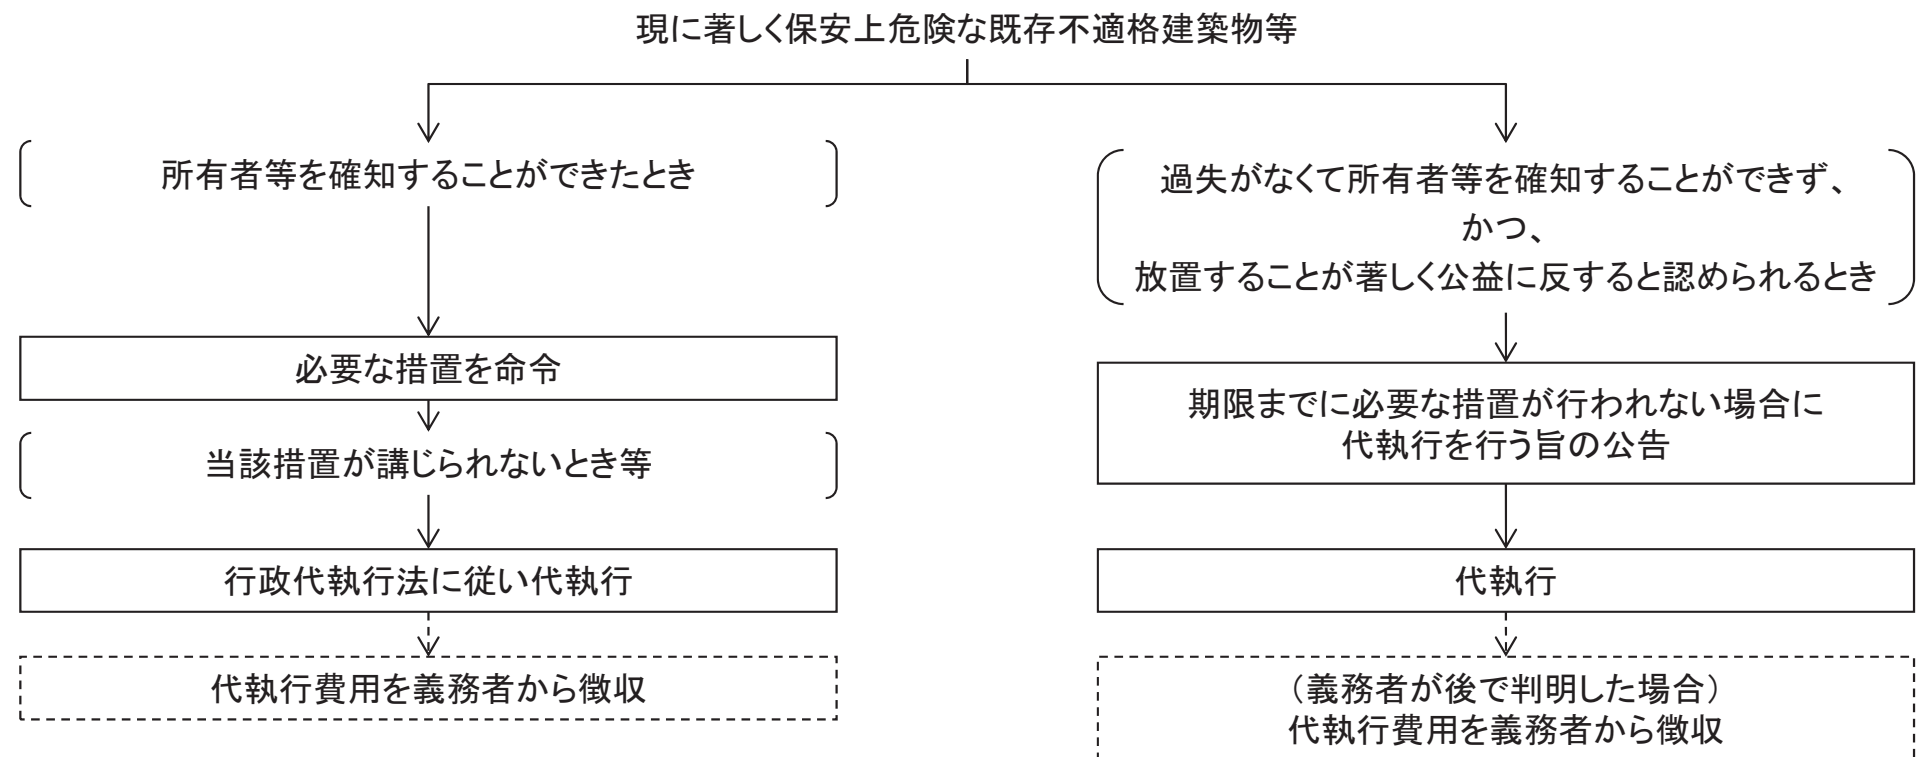 現に著しく保安上危険な既存不適格建築物等
所有者等を確知することができたとき
必要な措置を命令
当該措置が講じられないとき等
行政代執行法に従い代執行
代執行費用を義務者から徴収
過失がなくて所有者等を確知することができず、
かつ、
放置することが著しく公益に反すると認められるとき
期限までに必要な措置が行われない場合に
代執行を行う旨の公告
代執行
（義務者が後で判明した場合）
代執行費用を義務者から徴収